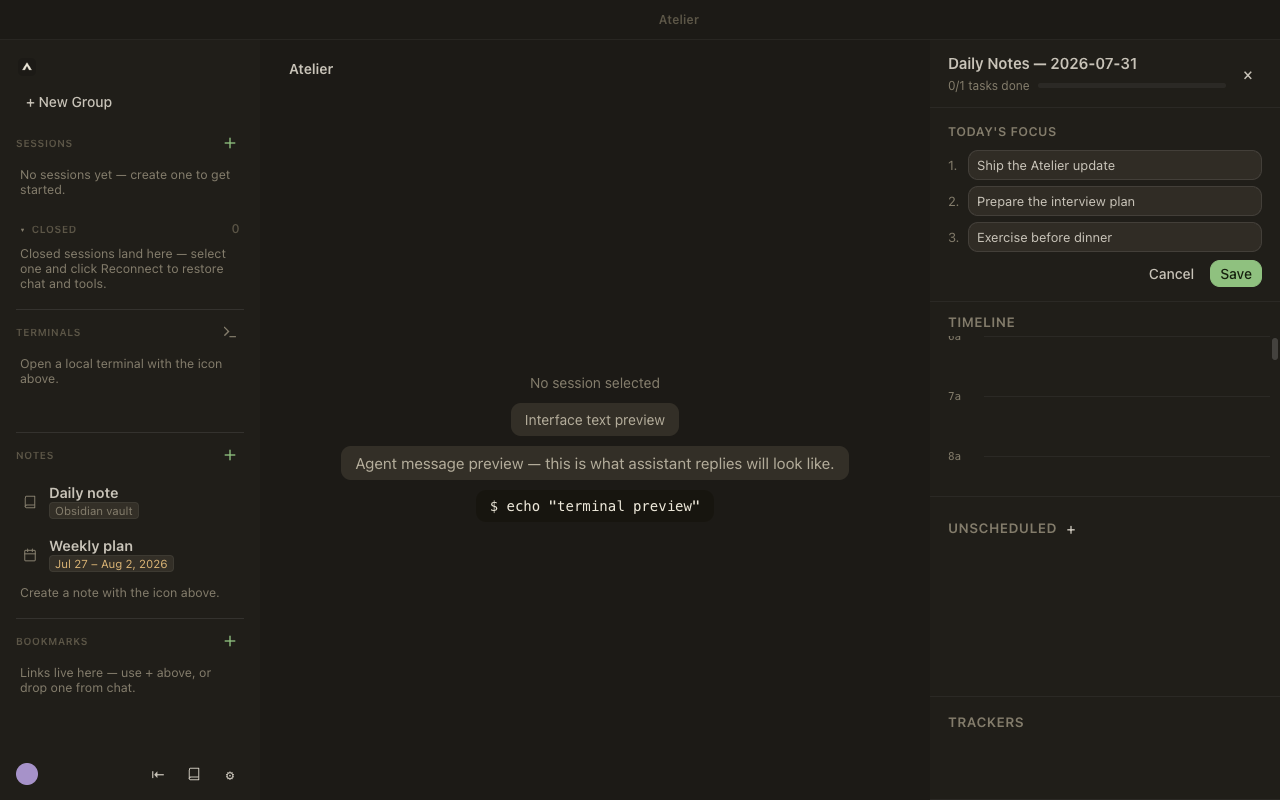 Atelier
+ New Group
SESSIONS
No sessions yet — create one to get
started.
CLOSED 0
Closed sessions land here — select
one and click Reconnect to restore
chat and tools.
TERMINALS
Open a local terminal with the icon
above.
NOTES
Daily note
Obsidian vault
Weekly plan
Jul 27 – Aug 2, 2026
Create a note with the icon above.
BOOKMARKS
Links live here — use + above, or
drop one from chat.
Atelier
No session selected
Interface text preview
Agent message preview — this is what assistant replies will look like.
$ echo "terminal preview"
Daily Notes — 2026-07-31
0/1 tasks done
TODAY'S FOCUS
1. Ship the Atelier update
2. Prepare the interview plan
3. Exercise before dinner
Cancel Save
TIMELINE
6a
7a
8a
UNSCHEDULED +
TRACKERS